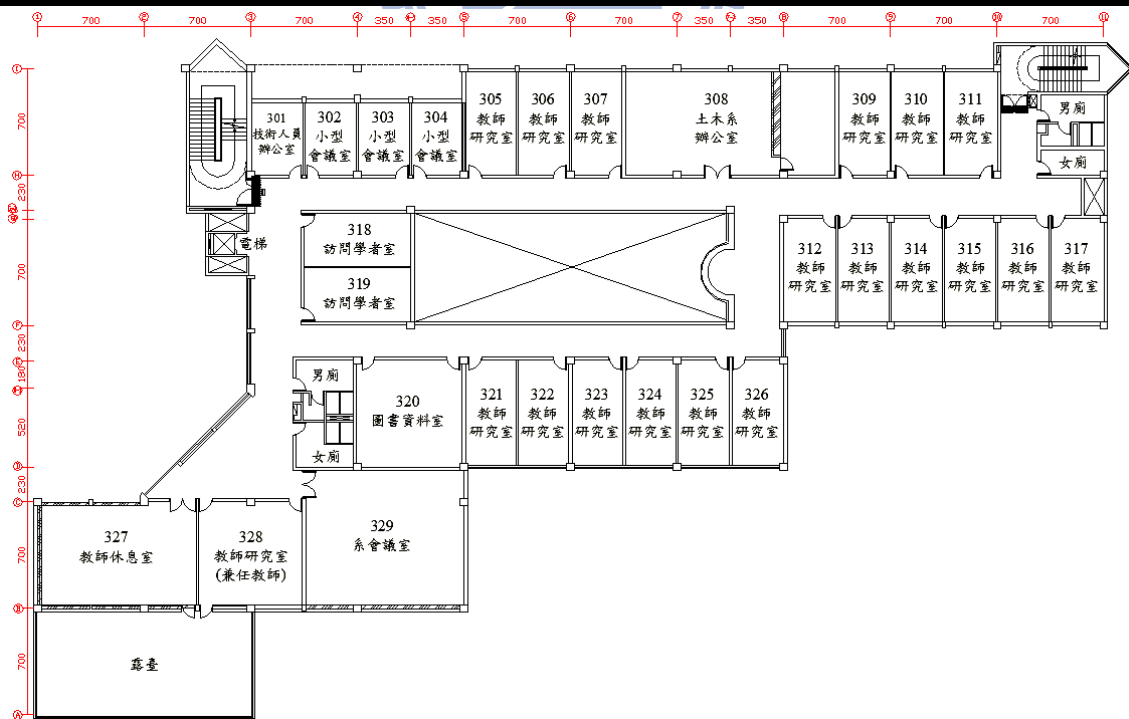 700 700 700 350 350 700 700 350 350 700 700 700
700
230
700
230
180
520
230
700
700
301
技術人員
辦公室
302
小型
會議室
303
小型
會議室
304
小型
會議室
305
教師
研究室
306
教師
研究室
307
教師
研究室
308
土木系
辦公室
309
教師
研究室
310
教師
研究室
311
教師
研究室
男廁
女廁
電梯
318
訪問學者室
319
訪問學者室
312
教師
研究室
313
教師
研究室
314
教師
研究室
315
教師
研究室
316
教師
研究室
317
教師
研究室
男廁
女廁
320
圖書資料室
321
教師
研究室
322
教師
研究室
323
教師
研究室
324
教師
研究室
325
教師
研究室
326
教師
研究室
327
教師休息室
328
教師研究室
(兼任教師)
329
系會議室
露臺